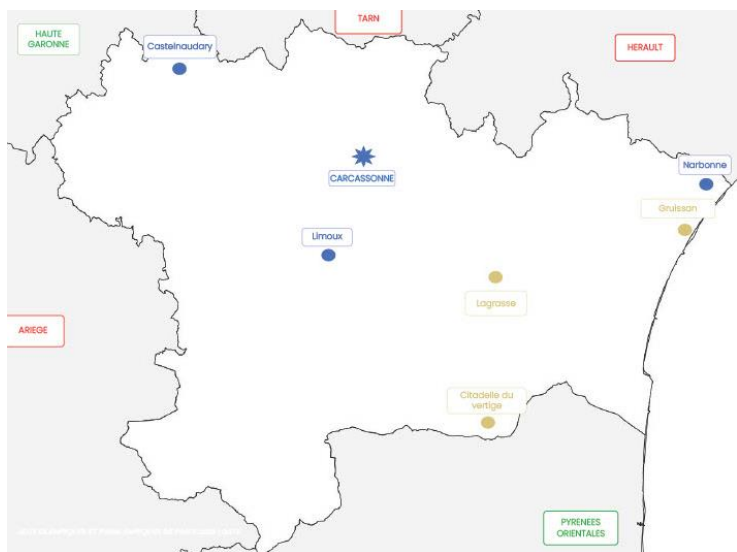 TARN
HAUTE
GARONNE
Castelnaudary
HERAULT
CARCASSONNE
Narbonne
Gruissan
Limoux
Lagrasse
ARIEGE
Citadelle du
vertige
PYRENEES
ORIENTALES